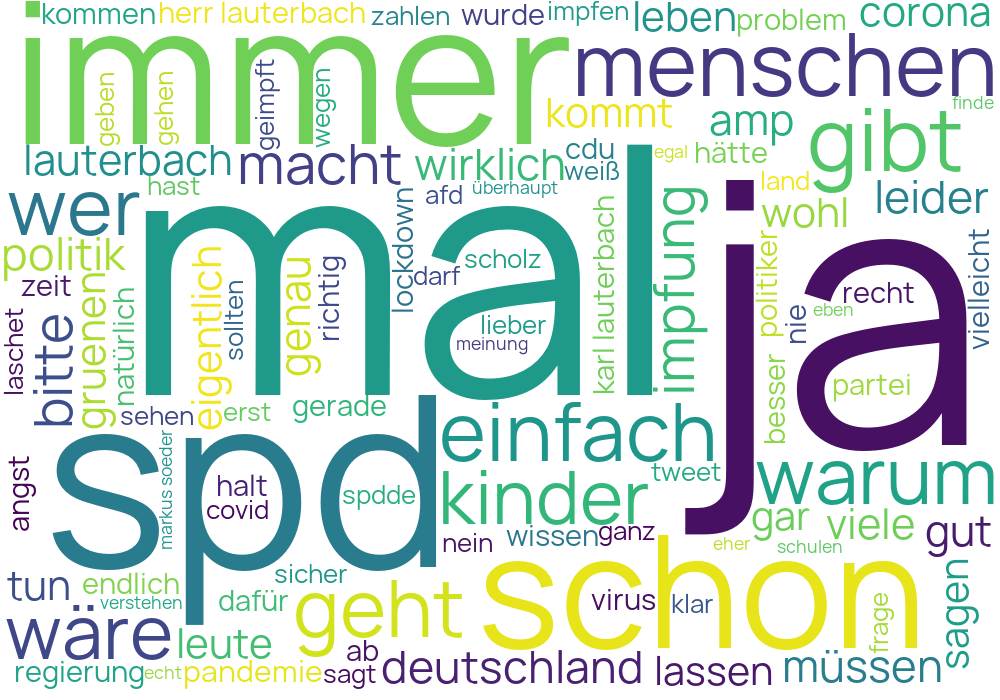 kommen
herr lauterbach
zahlen
wurde
impfen
leben
problem
corona
immer
menschen
geben
gehen
geimpft
wegen
kommt
amp
gibt
finde
lauterbach
macht
wirklich
cdu
weiß
egal
hätte
hast
afd
überhaupt
land
wer
mal
ja
leider
wohl
politik
lockdown
karl lauterbach
impfung
politiker
vielleicht
zeit
gruenen
natürlich
eigentlich
sollten
genau
richtig
darf
scholz
recht
nie
eben
laschet
bitte
lieber
meinung
besser
partei
sehen
erst
gerade
spd
einfach
warum
angst
markus soeder
halt
covid
spdde
kinder
tweet
nein
wissen
ganz
gar
viele
gut
eher
schulen
tun
endlich
sicher
verstehen
dafür
geht
schon
virus
klar
frage
sagen
wäre
leute
ab
regierung
echt
pandemie
sagt
deutschland
lassen
müssen